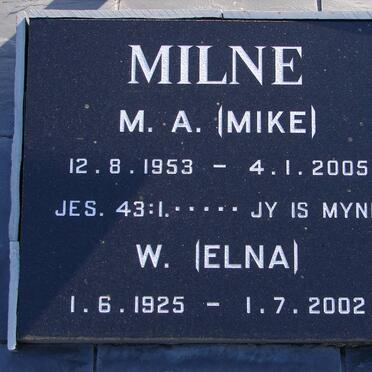 MILNE
M. A. (MIKE)
12.8.1953 - 4.1.2005
JES. 43:1...... JY IS MYNE
W. (ELNA)
1.6.1925 - 1.7.2002